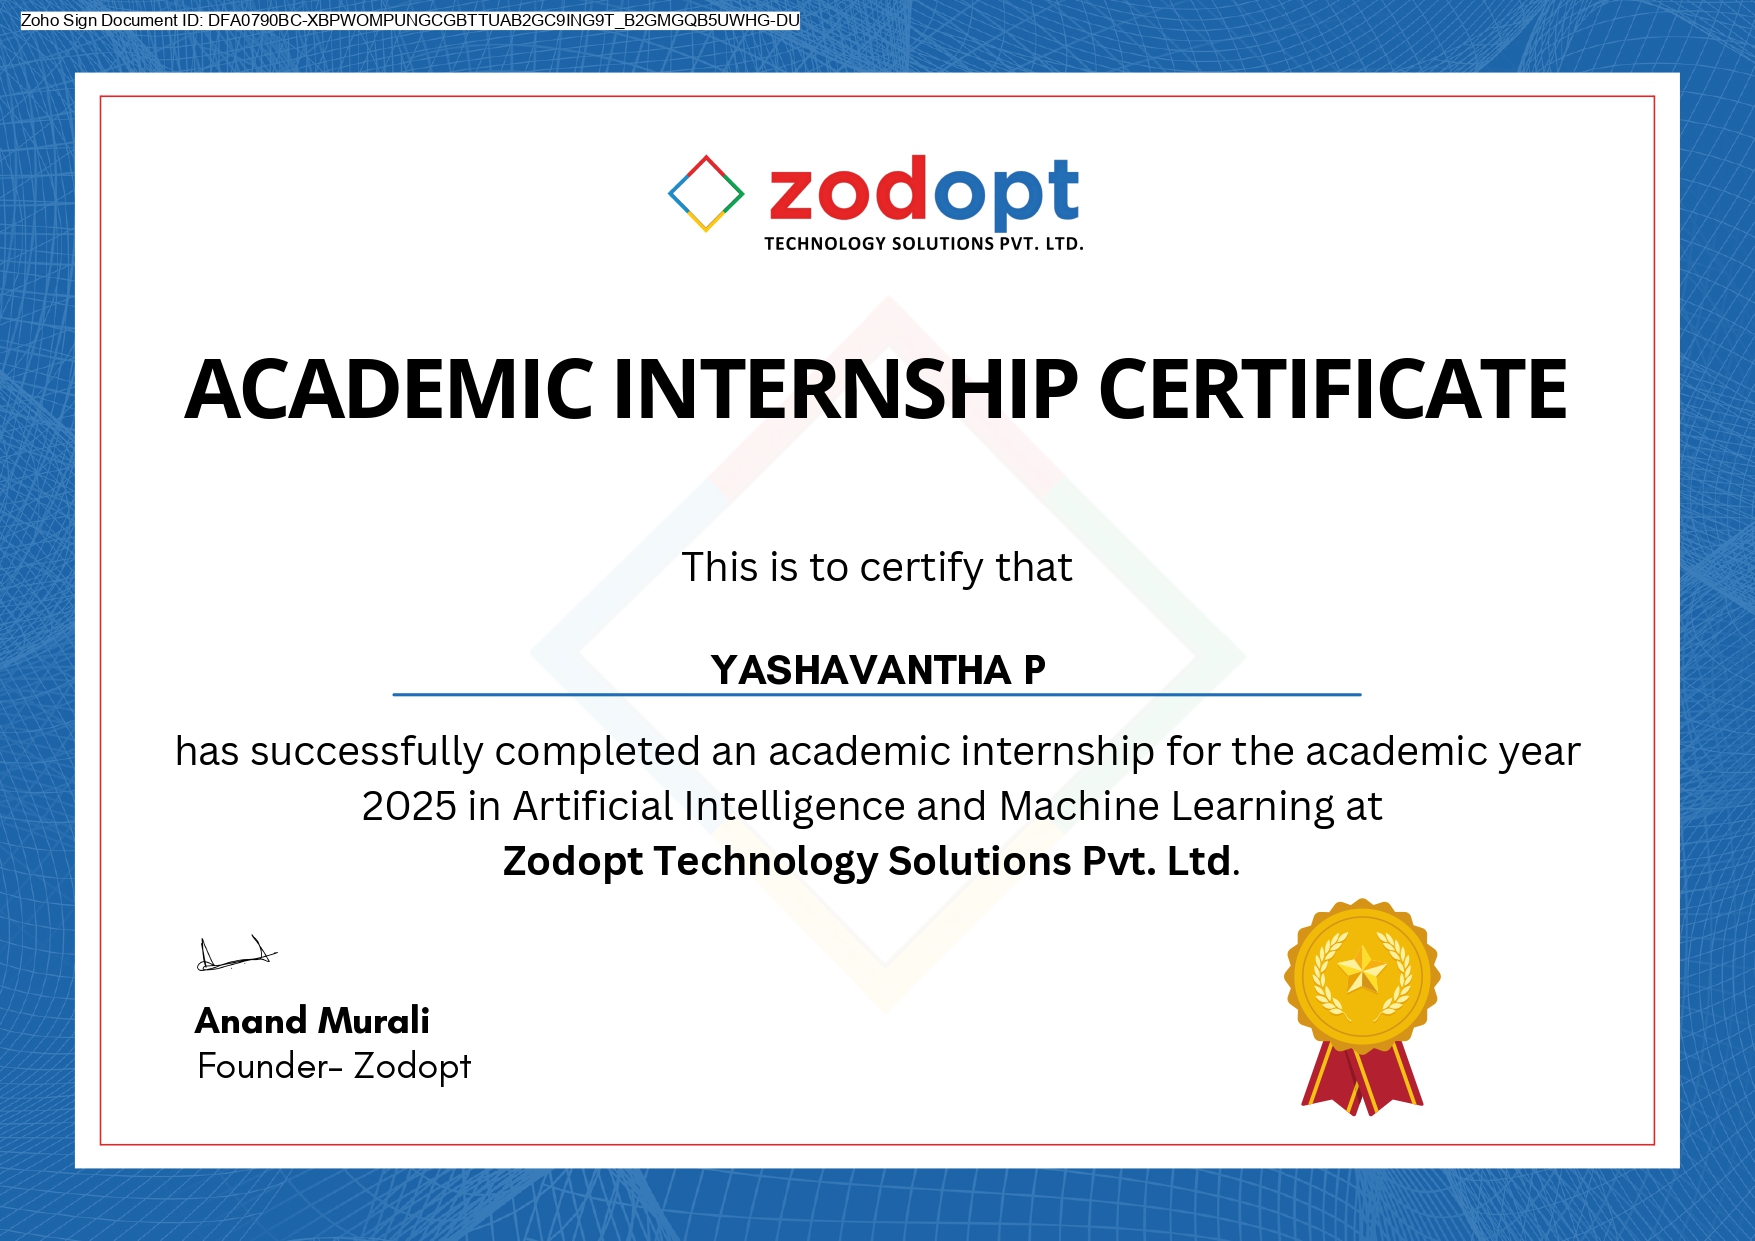 Zoho Sign Document ID: DFA0790BC-XBPWOMPUNGCGBTTUAB2GC9ING9T_B2GMGQB5UWHG-DU
zodopt
TECHNOLOGY SOLUTIONS PVT. LTD.
ACADEMIC INTERNSHIP CERTIFICATE
This is to certify that
YASHAVANTHA P
has successfully completed an academic internship for the academic year
2025 in Artificial Intelligence and Machine Learning at
Zodopt Technology Solutions Pvt. Ltd.
Anand Murali
Founder- Zodopt